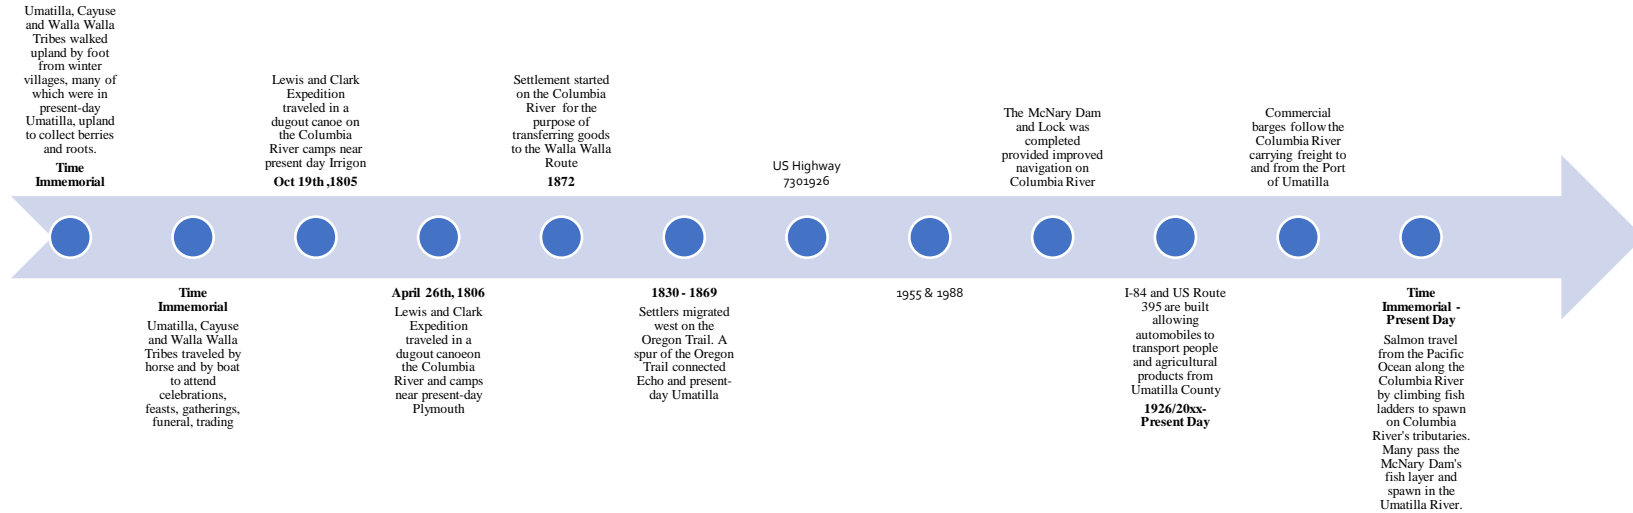 Umatilla, Cayuse
and Walla Walla
Tribes walked
upland by foot
from winter
villages, many of
which were in
present-day
Umatilla, upland
to collect berries
and roots.
Time
Immemorial
Time
Immemorial
Umatilla, Cayuse
and Walla Walla
Tribes traveled by
horse and by boat
to attend
celebrations,
feasts, gatherings,
funeral, trading
Lewis and Clark
Expedition
traveled in a
dugout canoe on
the Columbia
River camps near
present day Irrigon
Oct 19th ,1805
April 26th, 1806
Lewis and Clark
Expedition
traveled in a
dugout canoeon
the Columbia
River and camps
near present-day
Plymouth
Settlement started
on the Columbia
River for the
purpose of
transferring goods
to the Walla Walla
Route
1872
1830 - 1869
Settlers migrated
west on the
Oregon Trail. A
spur of the Oregon
Trail connected
Echo and present-
day Umatilla
US Highway
7301926
1955 & 1988
The McNary Dam
and Lock was
completed
provided improved
navigation on
Columbia River
I-84 and US Route
395 are built
allowing
automobiles to
transport people
and agricultural
products from
Umatilla County
1926/20xx-
Present Day
Commercial
barges follow the
Columbia River
carrying freight to
and from the Port
of Umatilla
Time
Immemorial -
Present Day
Salmon travel
from the Pacific
Ocean along the
Columbia River
by climbing fish
ladders to spawn
on Columbia
River's tributaries.
Many pass the
McNary Dam's
fish layer and
spawn in the
Umatilla River.